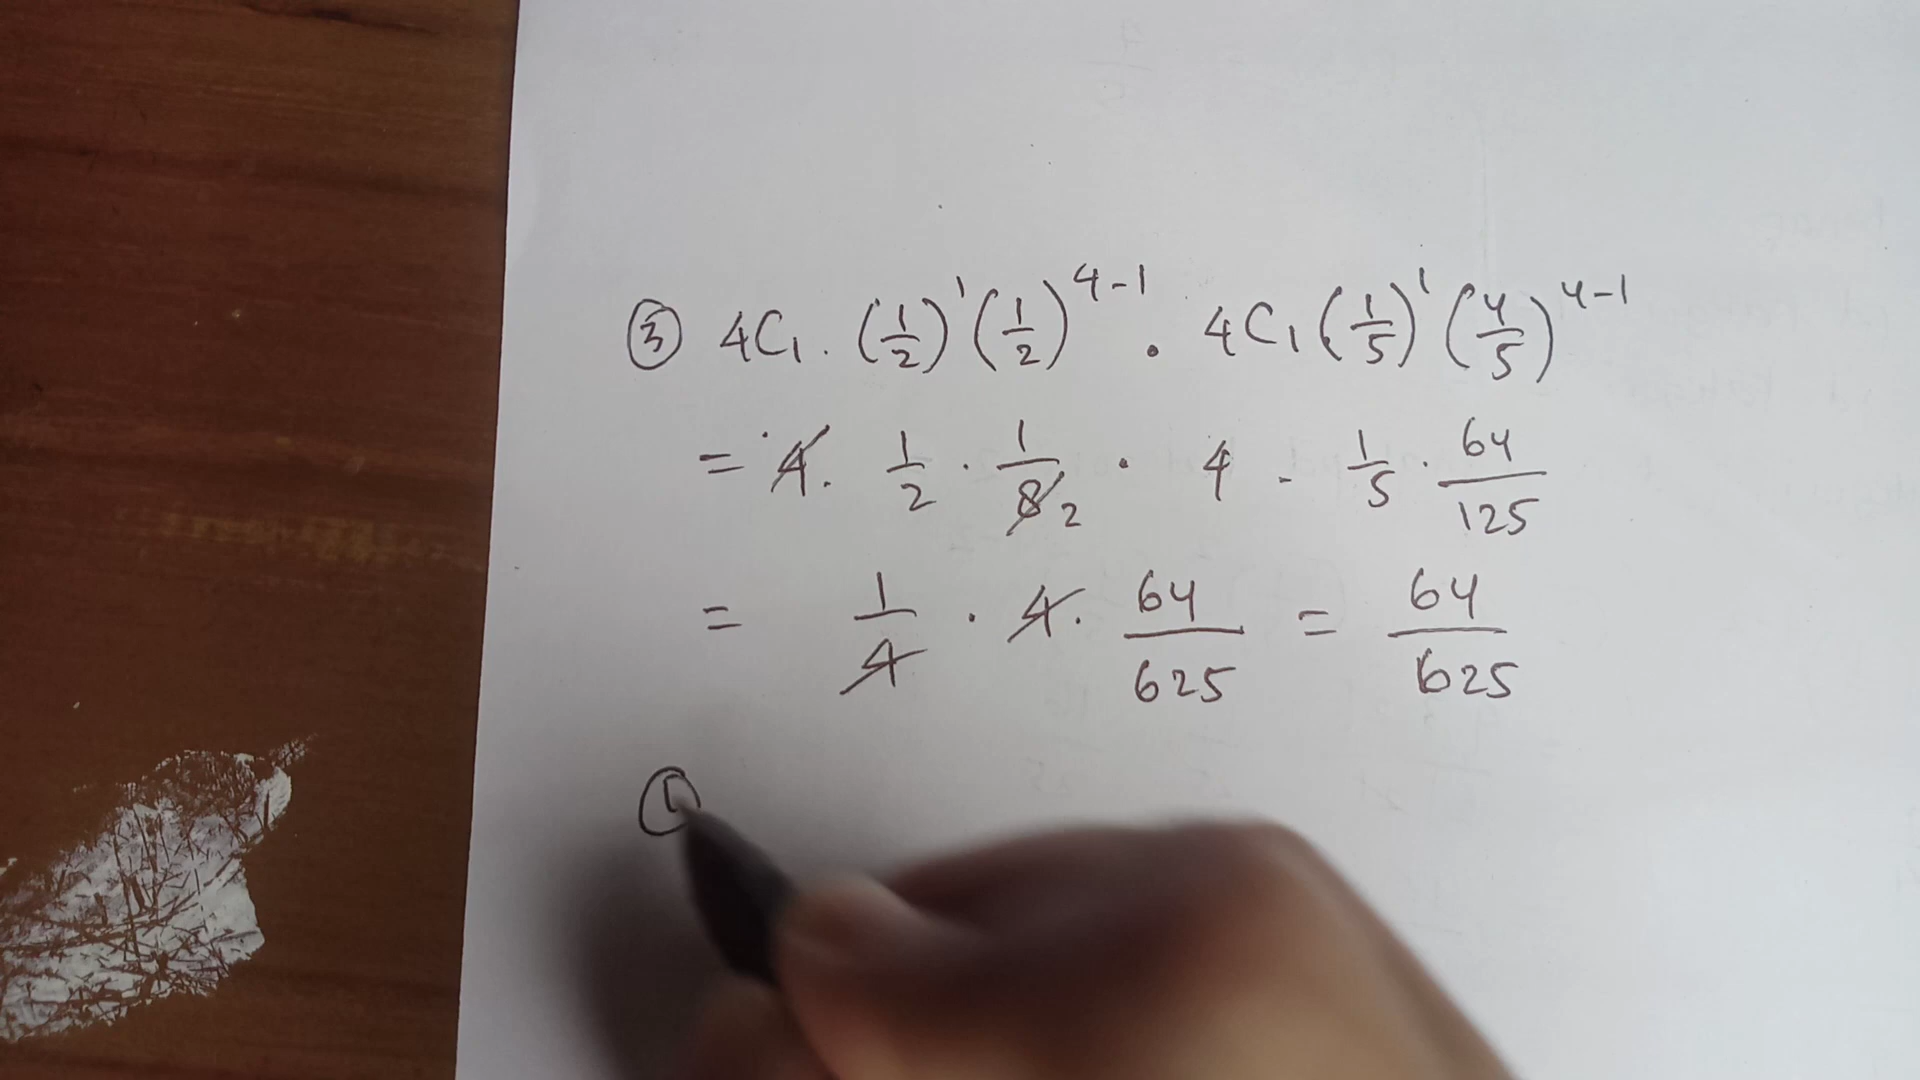 ③ 4C₁ . (1/2)¹ (1/2)⁴⁻¹ . 4C₁ (1/5)¹ (4/5)⁴⁻¹
= 4 . 1/2 . 1/8 2 . 4 . 1/5 . 64/125
= 1/4 . 4 . 64/625 = 64/625